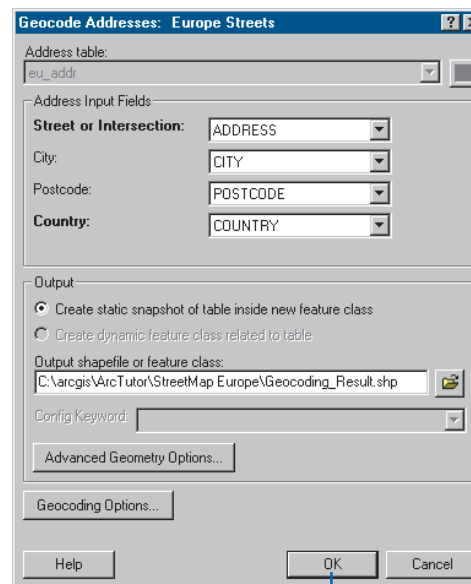 Geocode Addresses: Europe Streets
Address table:
eu_addr
Address Input Fields
Street or Intersection: ADDRESS
City: CITY
Postcode: POSTCODE
Country: COUNTRY
Output
Create static snapshot of table inside new feature class
Create dynamic feature class related to table
Output shapefile or feature class:
C:\arcgis\ArcTutor\StreetMap Europe\Geocoding_Result.shp
Config Keyword:
Advanced Geometry Options...
Geocoding Options...
Help OK Cancel